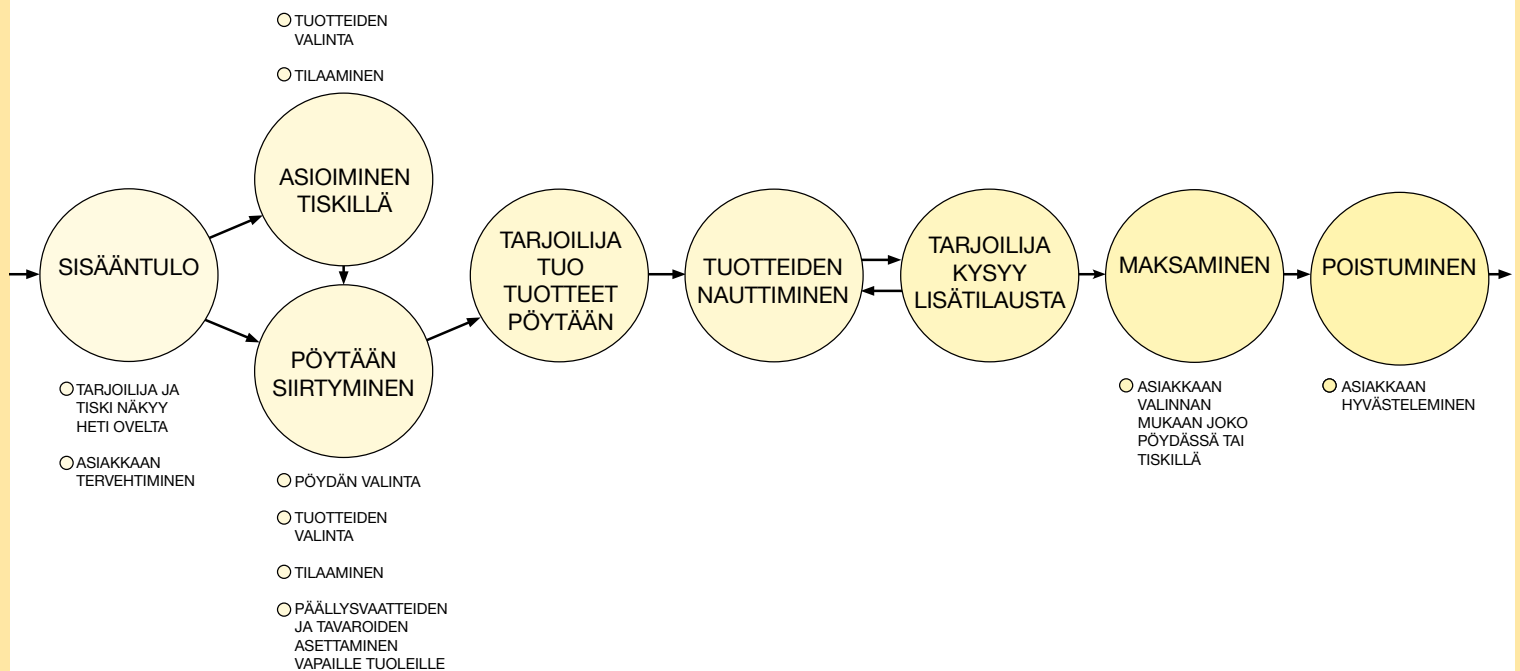 TUOTTEIDEN
VALINTA
TILAAMINEN
ASIOIMINEN
TISKILLÄ
SISÄÄNTULO
TARJOILIJA JA
TISKI NÄKYY
HETI OVELTA
ASIAKKAAN
TERVEHTIMINEN
PÖYTÄÄN
SIIRTYMINEN
PÖYDÄN VALINTA
TUOTTEIDEN
VALINTA
TILAAMINEN
PÄÄLLYSVAATTEIDEN
JA TAVAROIDEN
ASETTAMINEN
VAPAILLE TUOLEILLE
TARJOILIJA
TUO
TUOTTEET
PÖYTÄÄN
TUOTTEIDEN
NAUTTIMINEN
TARJOILIJA
KYSYY
LISÄTILAUSTA
MAKSAMINEN
ASIAKKAAN
VALINNAN
MUKAAN JOKO
PÖYDÄSSÄ TAI
TISKILLÄ
POISTUMINEN
ASIAKKAAN
HYVÄSTELEMINEN